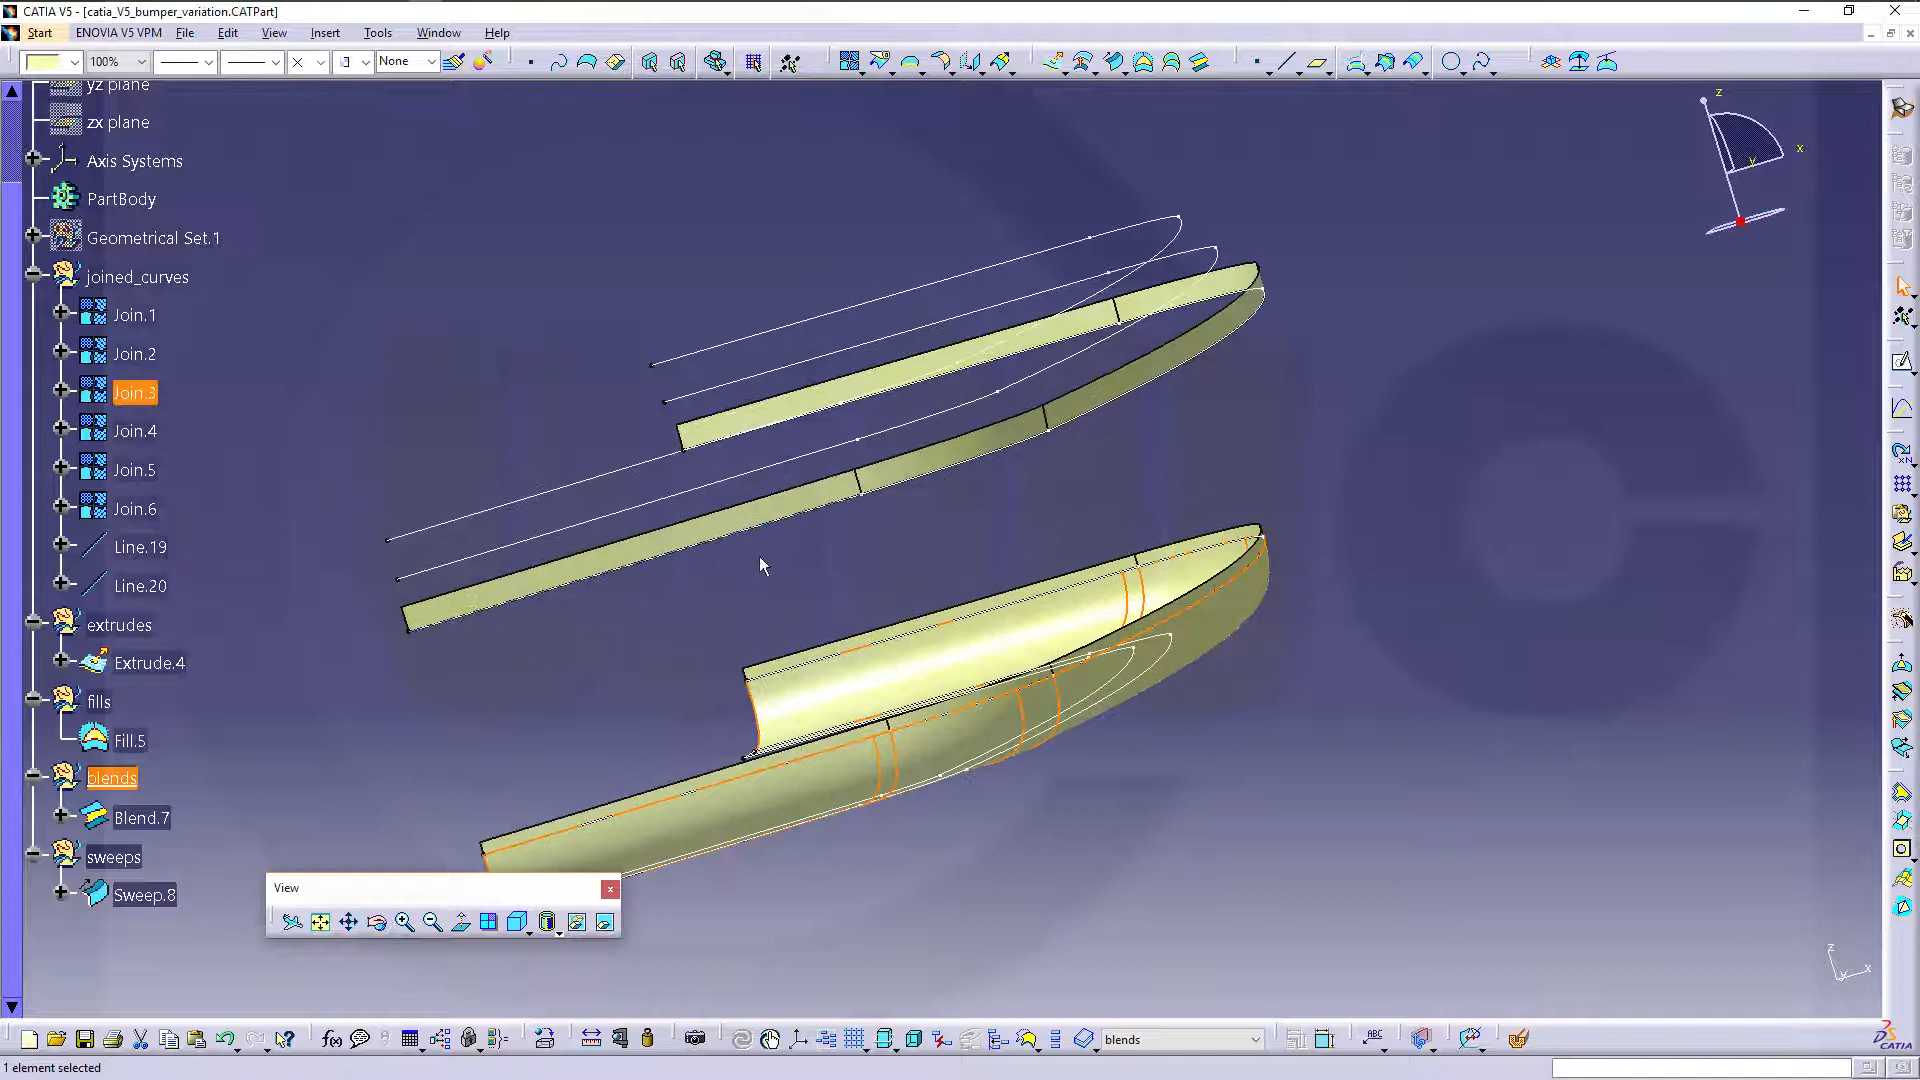 CATIA V5 - [catia_V5_bumper_variation.CATPart]
Start ENOVIA V5 VPM File Edit View Insert Tools Window Help
100% 3 None
yz plane
zx plane
Axis Systems
PartBody
Geometrical Set.1
joined_curves
Join.1
Join.2
Join.3
Join.4
Join.5
Join.6
Line.19
Line.20
extrudes
Extrude.4
fills
Fill.5
blends
Blend.7
sweeps
Sweep.8
z
x
y
View
z
x
y
f(x)
blends
ABC
CATIA
1 element selected